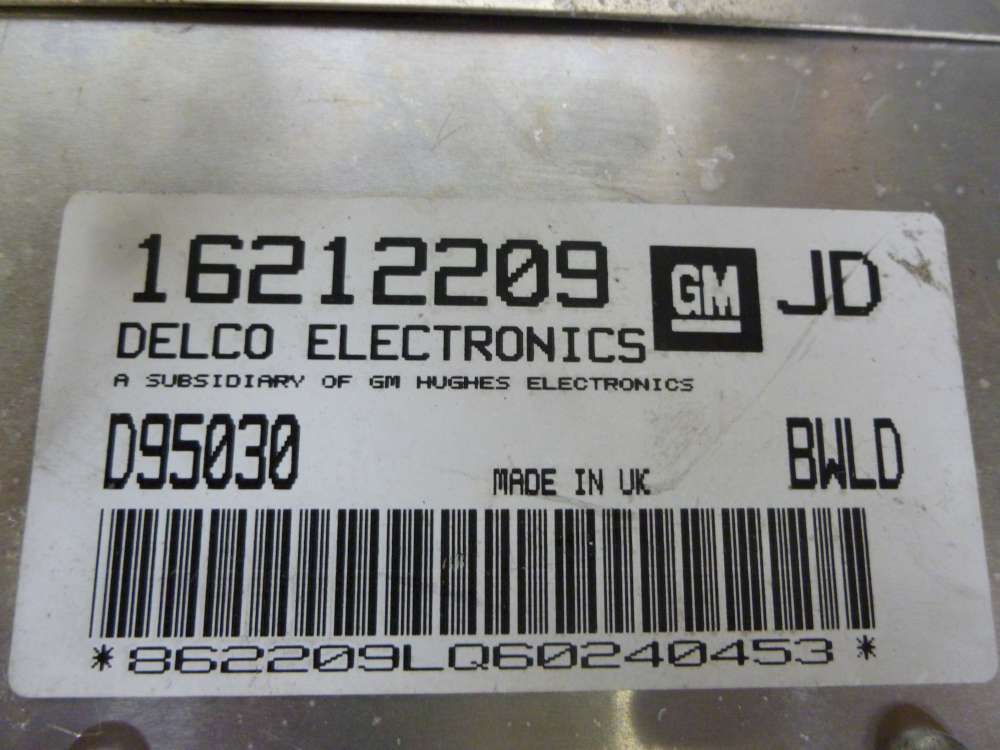 16212209 GM JD
DELCO ELECTRONICS
A SUBSIDIARY OF GM HUGHES ELECTRONICS
D95030 MADE IN UK BWLD
*862209LQ60240453*